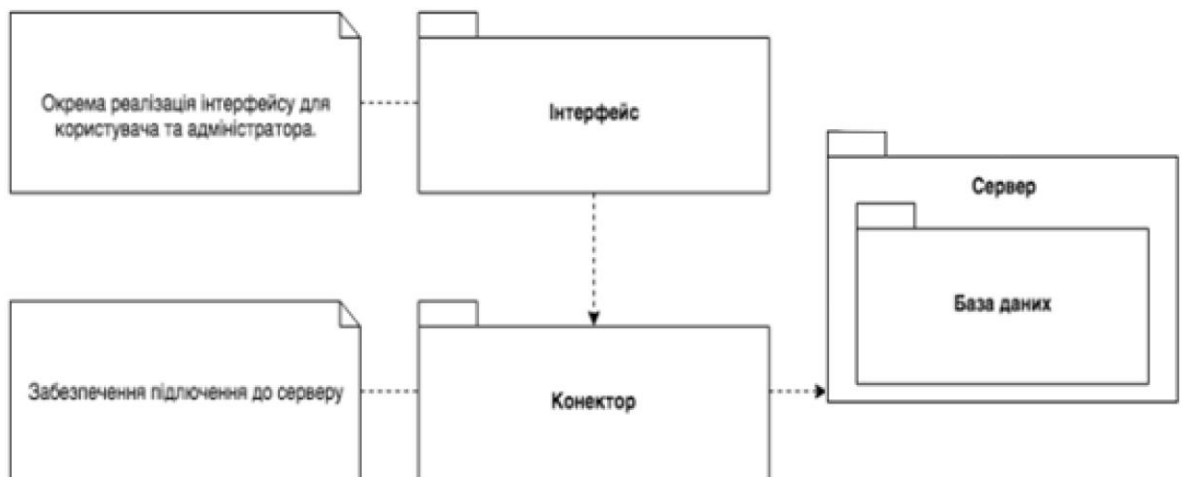 Окрема реалізація інтерфейсу для
користувача та адміністратора.
Інтерфейс
Сервер
База даних
Забезпечення підлючення до серверу
Конектор